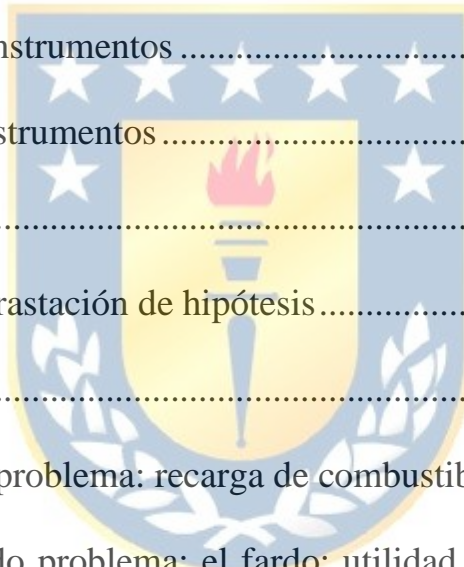 nstrumentos ..............................
strumentos ................................
................................................
rastación de hipótesis ................
................................................
problema: recarga de combustib
do problema: el fardo: utilidad